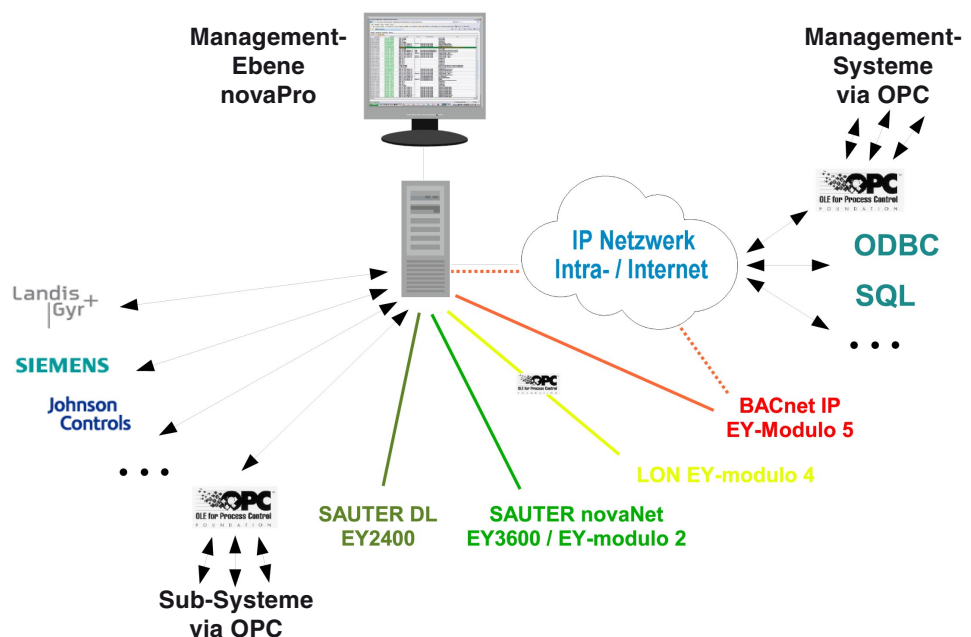 Management-
Ebene
novaPro
Management-
Systeme
via OPC
OPC
OLE for Process Control
FOUNDATION
IP Netzwerk
Intra- / Internet
ODBC
SQL
• • •
Landis
Gyr+
SIEMENS
Johnson
Controls
• • •
OPC
OPC
OLE for Process Control
FOUNDATION
BACnet IP
EY-Modulo 5
LON EY-modulo 4
SAUTER DL
EY2400
SAUTER novaNet
EY3600 / EY-modulo 2
Sub-Systeme
via OPC